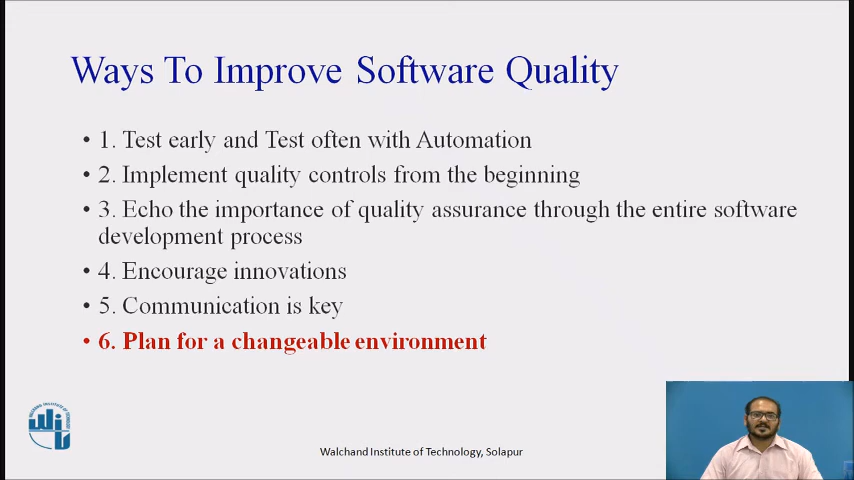 Ways To Improve Software Quality
• 1. Test early and Test often with Automation
• 2. Implement quality controls from the beginning
• 3. Echo the importance of quality assurance through the entire software
development process
• 4. Encourage innovations
• 5. Communication is key
• 6. Plan for a changeable environment
Walchand Institute of Technology, Solapur